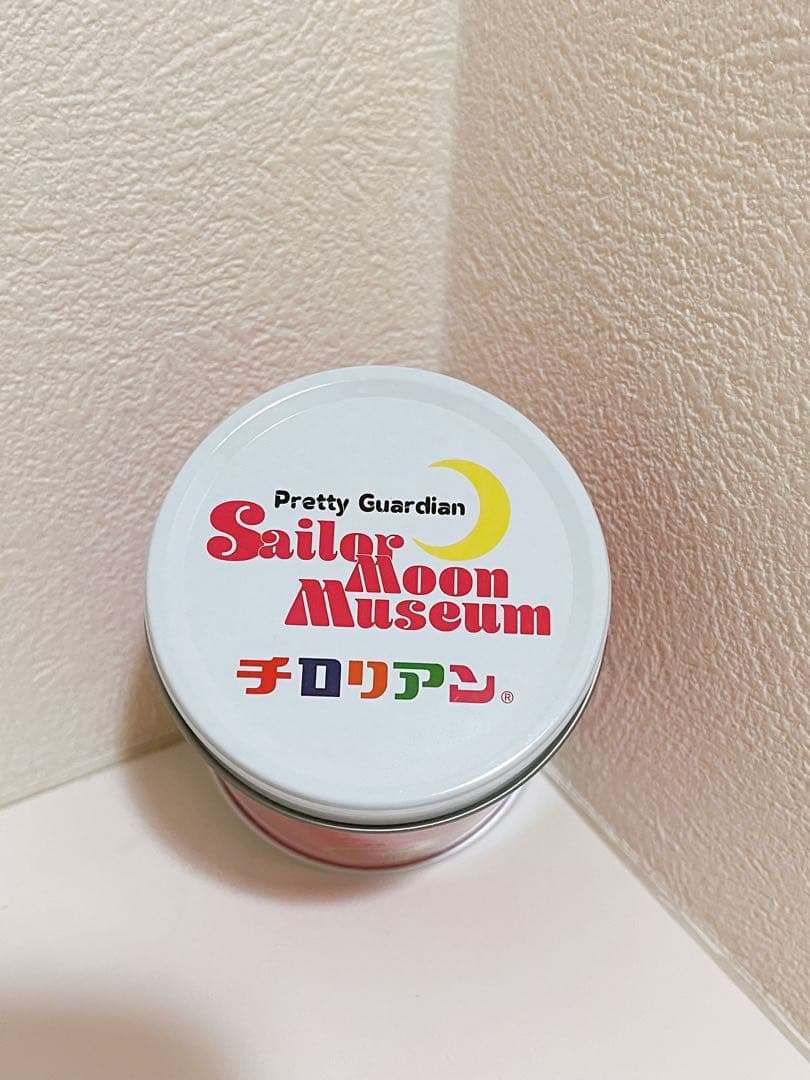 Pretty Guardian
Sailor
Moon
Museum
チロリアン®